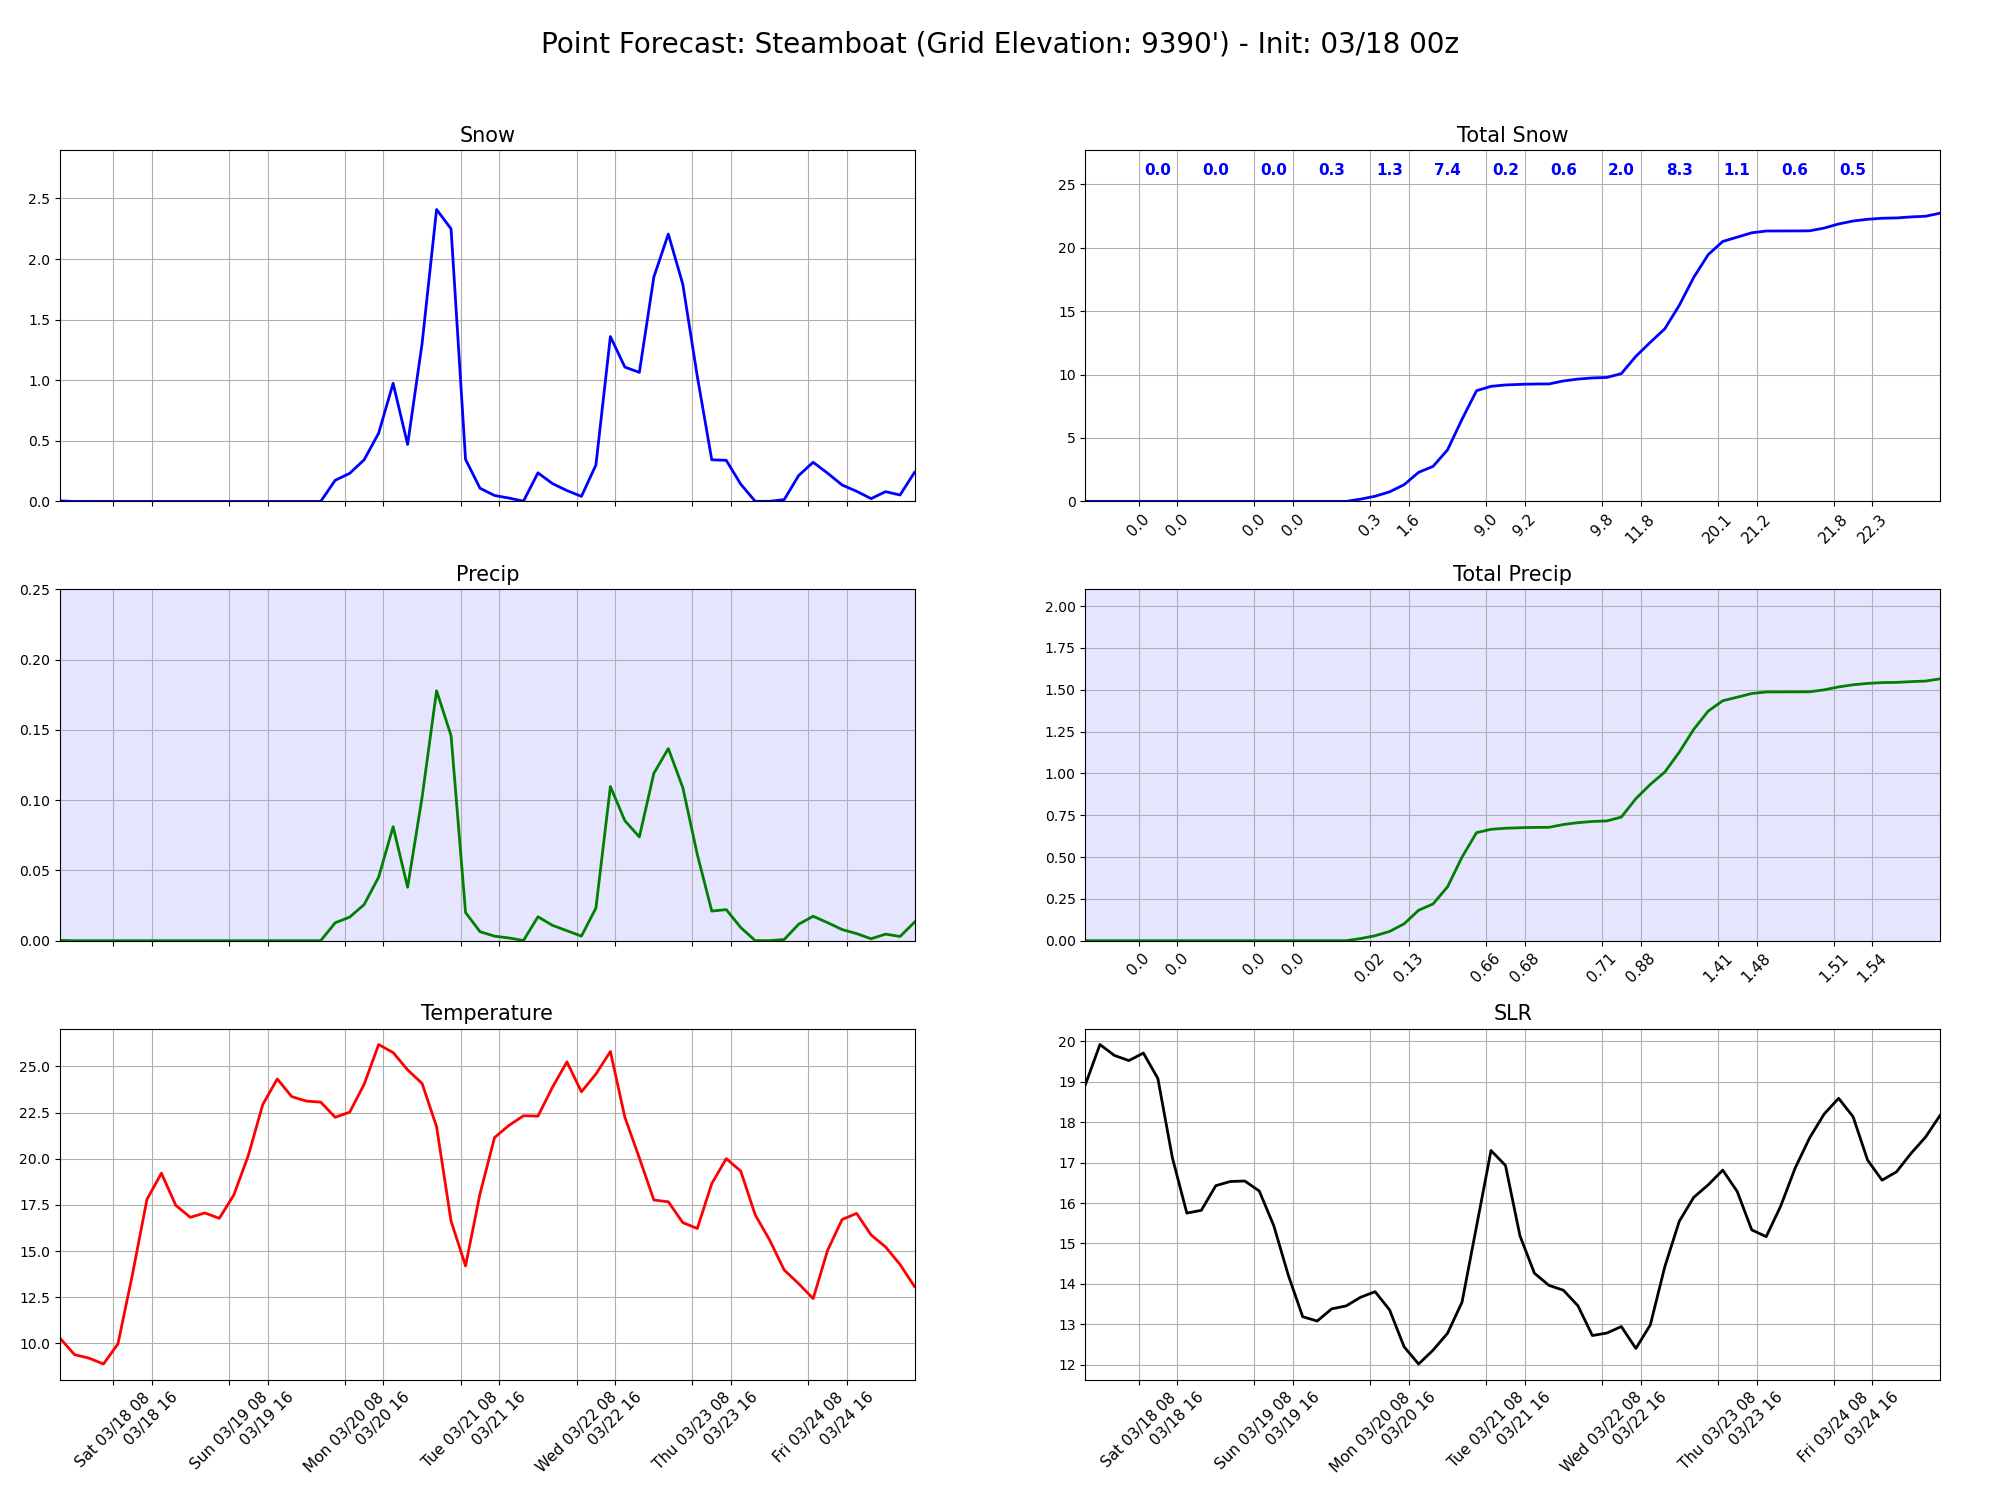 Point Forecast: Steamboat (Grid Elevation: 9390') - Init: 03/18 00z
Snow
2.5
2.0
1.5
1.0
0.5
0.0
Total Snow
0.0 0.0 0.0 0.3 1.3 7.4 0.2 0.6 2.0 8.3 1.1 0.6 0.5
25
20
15
10
5
0
0.0 0.0 0.0 0.0 0.3 1.6 9.0 9.2 9.8 11.8 20.1 21.2 21.8 22.3
Precip
0.25
0.20
0.15
0.10
0.05
0.00
Total Precip
2.00
1.75
1.50
1.25
1.00
0.75
0.50
0.25
0.00
0.0 0.0 0.0 0.0 0.02 0.13 0.66 0.68 0.71 0.88 1.41 1.48 1.51 1.54
Temperature
25.0
22.5
20.0
17.5
15.0
12.5
10.0
Sat 03/18 08
03/18 16
Sun 03/19 08
03/19 16
Mon 03/20 08
03/20 16
Tue 03/21 08
03/21 16
Wed 03/22 08
03/22 16
Thu 03/23 08
03/23 16
Fri 03/24 08
03/24 16
SLR
20
19
18
17
16
15
14
13
12
Sat 03/18 08
03/18 16
Sun 03/19 08
03/19 16
Mon 03/20 08
03/20 16
Tue 03/21 08
03/21 16
Wed 03/22 08
03/22 16
Thu 03/23 08
03/23 16
Fri 03/24 08
03/24 16